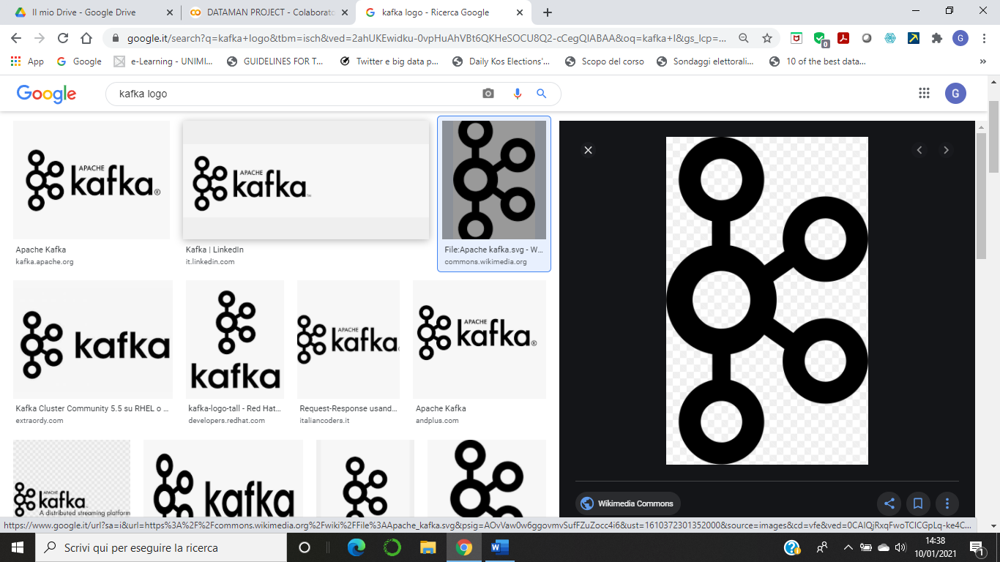 Il mio Drive - Google Drive
DATAMAN PROJECT - Colaborato
kafka logo - Ricerca Google
google.it/search?q=kafka+logo&tbm=isch&ved=2ahUKEwidku-0vpHuAhVBt6QKHeSOCU8Q2-cCegQIABAA&oq=kafka+l&gs_lcp=...
0
G
App
Google
e-Learning - UNIMI...
GUIDELINES FOR T...
Twitter e big data p...
Daily Kos Elections'...
Scopo del corso
Sondaggi elettorali...
10 of the best data...
»
Google
kafka logo
G
APACHE
kafka®
APACHE
kafka™
Apache Kafka
kafka.apache.org
Kafka | LinkedIn
it.linkedin.com
File:Apache kafka.svg - W...
commons.wikimedia.org
kafka
kafka
APACHE
kafka
APACHE
kafka®
Kafka Cluster Community 5.5 su RHEL o ...
extraordy.com
kafka-logo-tall - Red Hat...
developers.redhat.com
Request-Response usand...
italiancoders.it
Apache Kafka
andplus.com
APACHE
kafka
A distributed streaming platform
kafka
Wikimedia Commons
https://www.google.it/url?sa=i&url=https%3A%2F%2Fcommons.wikimedia.org%2Fwiki%2FFile%3AApache_kafka.svg&psig=AOvVaw0w6ggovmvSufFZuZocc4i6&ust=1610372301352000&source=images&cd=vfe&ved=0CAIQjRxqFwoTCICGpLq-ke4C...
Scrivi qui per eseguire la ricerca
14:38
10/01/2021
1